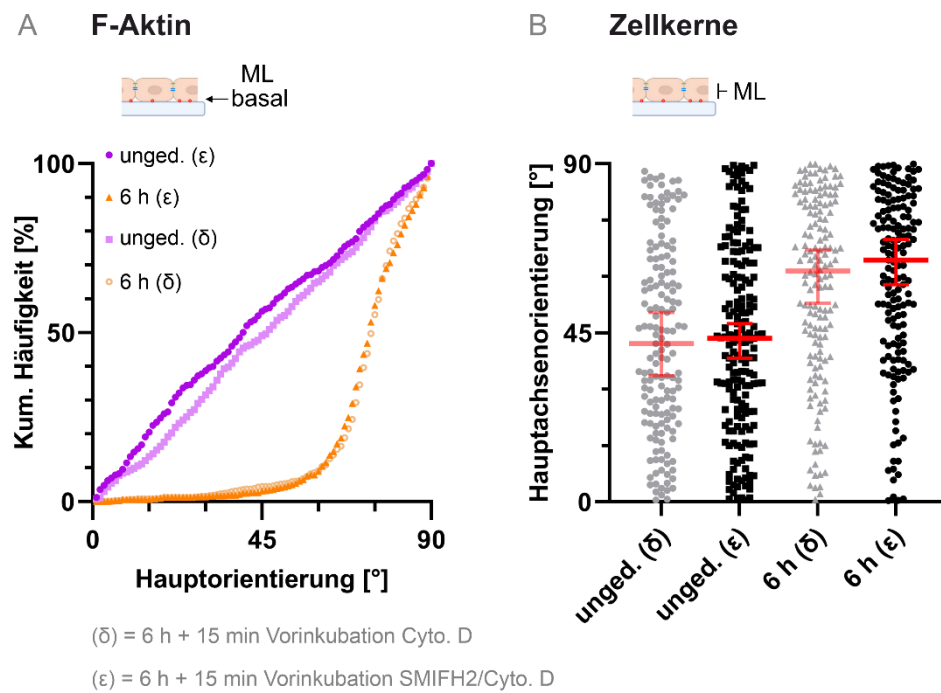 A F-Aktin
ML
basal
100
50
0
Kum. Häufigkeit [%]
unged. (ε)
6 h (ε)
unged. (δ)
6 h (δ)
0 45 90
Hauptorientierung [°]
(δ) = 6 h + 15 min Vorinkubation Cyto. D
(ε) = 6 h + 15 min Vorinkubation SMIFH2/Cyto. D
B Zellkerne
ML
90
45
0
Hauptachsenorientierung [°]
unged. (δ)
unged. (ε)
6 h (δ)
6 h (ε)